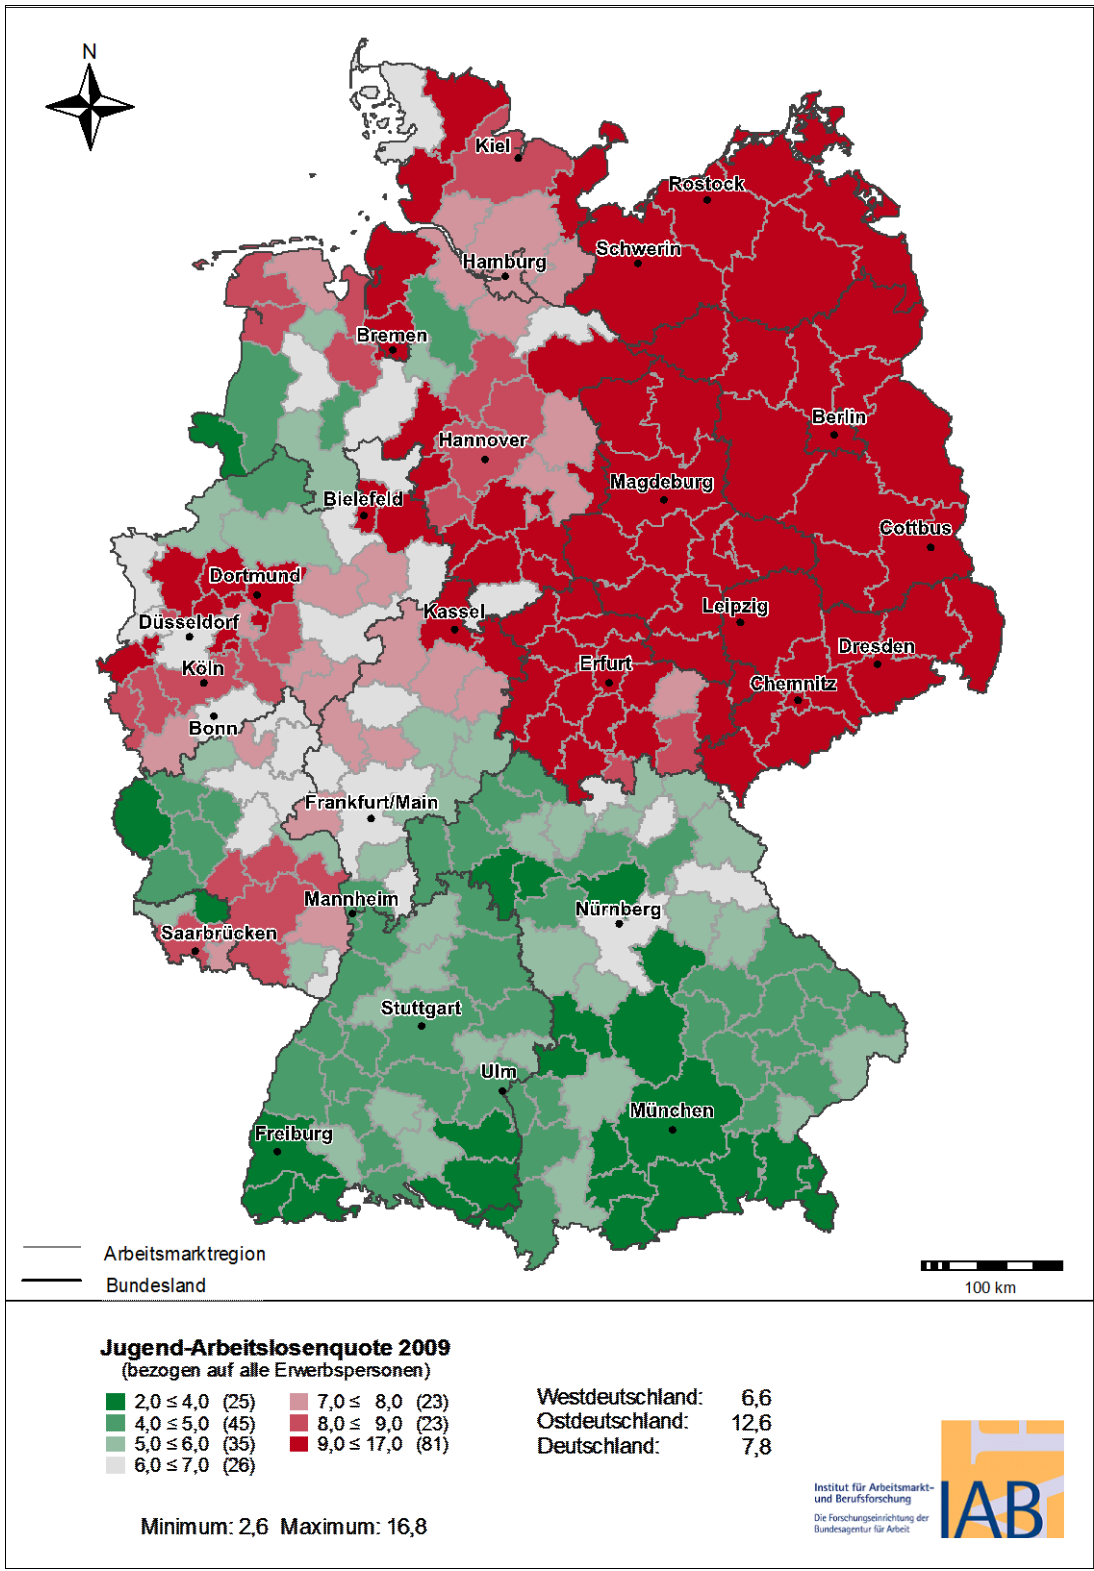 N
Kiel
Rostock
Schwerin
Hamburg
Bremen
Berlin
Hannover
Magdeburg
Bielefeld
Cottbus
Dortmund
Leipzig
Kassel
Düsseldorf
Dresden
Erfurt
Köln
Chemnitz
Bonn
Frankfurt/Main
Mannheim
Nürnberg
Saarbrücken
Stuttgart
Ulm
München
Freiburg
Arbeitsmarktregion
Bundesland
100 km
Jugend-Arbeitslosenquote 2009
(bezogen auf alle Erwerbspersonen)
2,0 ≤ 4,0 (25)
4,0 ≤ 5,0 (45)
5,0 ≤ 6,0 (35)
6,0 ≤ 7,0 (26)
7,0 ≤ 8,0 (23)
8,0 ≤ 9,0 (23)
9,0 ≤ 17,0 (81)
Westdeutschland: 6,6
Ostdeutschland: 12,6
Deutschland: 7,8
Minimum: 2,6 Maximum: 16,8
Institut für Arbeitsmarkt-
und Berufsforschung
Die Forschungseinrichtung der
Bundesagentur für Arbeit
IAB